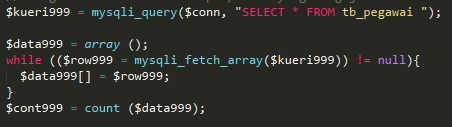 $kueri999 = mysqli_query($conn, "SELECT * FROM tb_pegawai ");
$data999 = array ();
while (($row999 = mysqli_fetch_array($kueri999)) != null){
$data999[] = $row999;
}
$cont999 = count ($data999);